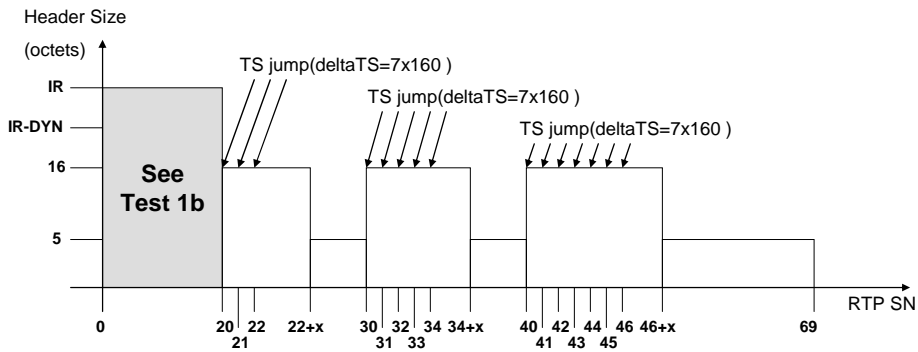 Header Size
(octets)
TS jump(deltaTS=7x160 )
IR
TS jump(deltaTS=7x160 )
IR-DYN
TS jump(deltaTS=7x160 )
16
See
Test 1b
5
RTP SN
0 20 22 22+x 30 32 34 34+x 40 42 44 46 46+x 69
21 31 33 41 43 45